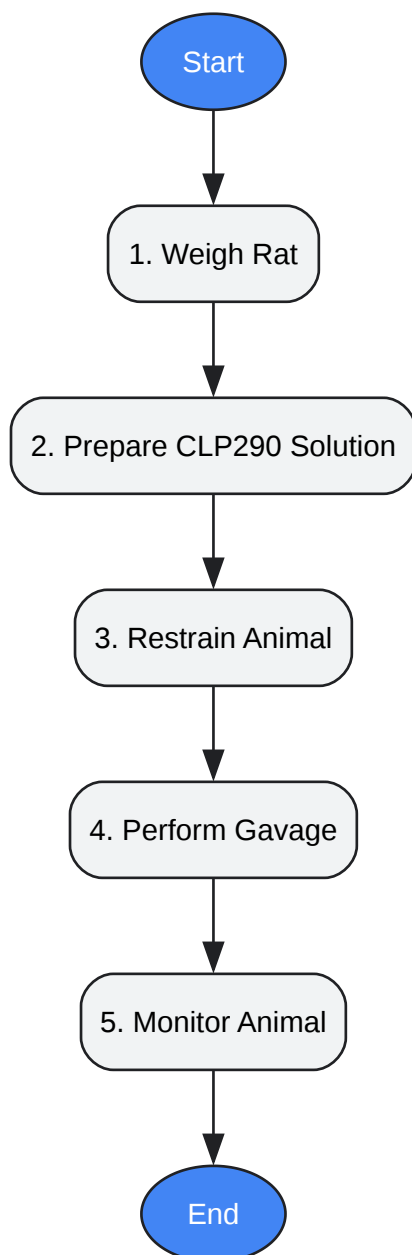 Start
1. Weigh Rat
2. Prepare CLP290 Solution
3. Restrain Animal
4. Perform Gavage
5. Monitor Animal
End